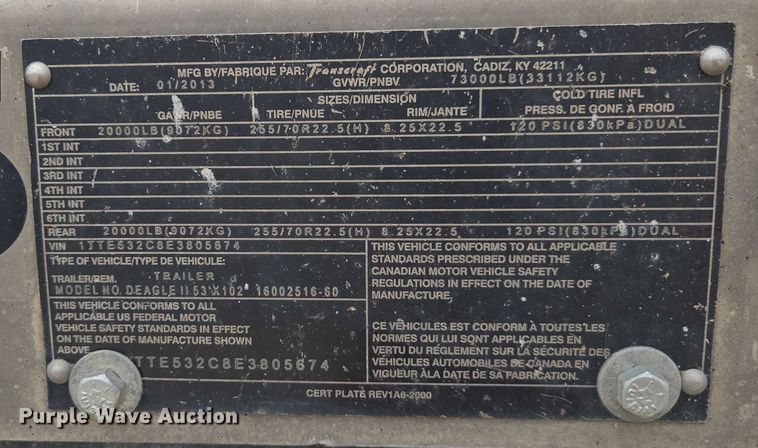 MFG BY/FABRIQUE PAR: Transcraft CORPORATION, CADIZ, KY 42211
DATE: 01/2013 GVWR/PNBV 73000LB(33112KG)
GAWR/PNBE SIZES/DIMENSION TIRE/PNUE RIM/JANTE COLD TIRE INFL PRESS. DE GONF. À FROID
FRONT 20000LB(9072KG) 255/70R22.5(H) 8.25X22.5 120 PSI(830kPa)DUAL
1ST INT
2ND INT
3RD INT
4TH INT
5TH INT
6TH INT
REAR 20000LB(9072KG) 255/70R22.5(H) 8.25X22.5 120 PSI(830kPa)DUAL
VIN 1TTE532C8E3805674
TYPE OF VEHICLE/TYPE DE VEHICULE:
TRAILER/REM. TRAILER
MODEL NO. D.EAGLE II 53'X102" 16002516-60
THIS VEHICLE CONFORMS TO ALL
APPLICABLE US FEDERAL MOTOR
VEHICLE SAFETY STANDARDS IN EFFECT
ON THE DATE OF MANUFACTURE SHOWN
ABOVE
1TTE532C8E3805674
THIS VEHICLE CONFORMS TO ALL APPLICABLE
STANDARDS PRESCRIBED UNDER THE
CANADIAN MOTOR VEHICLE SAFETY
REGULATIONS IN EFFECT ON THE DATE OF
MANUFACTURE
CE VÉHICULES EST CONFORM À TOUTES LES
NORMES QUI LUI SONT APPLICABLES EN
VERTU DU RÉGLEMENT SUR LA SÉCURITÉ DES
VÉHICULES AUTOMOBILES DE CANADA EN
VIGUEUR À LA DATE DE SA FABRICATION.
CERT PLATE REV1A6-2000
Purple Wave Auction